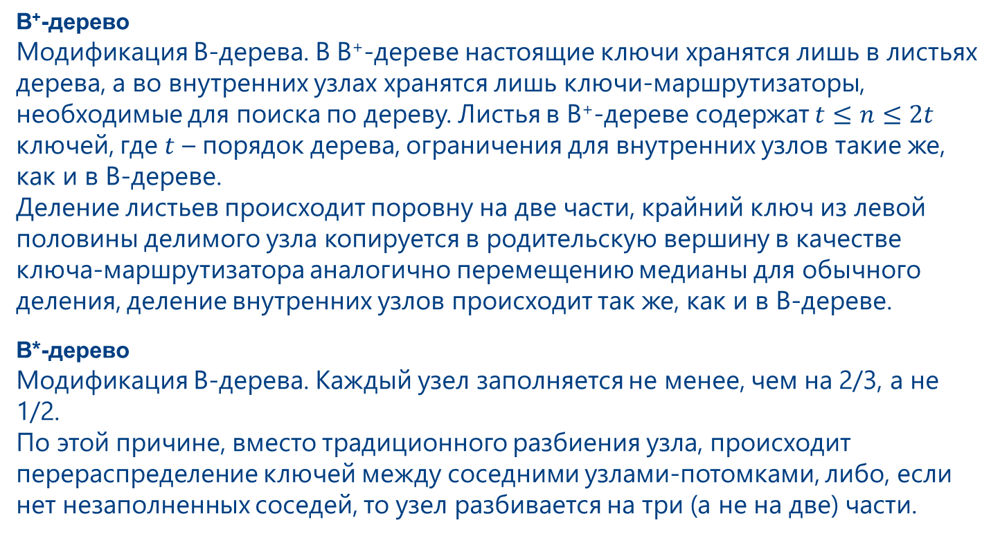 B⁺-дерево
Модификация B-дерева. В B⁺-дереве настоящие ключи хранятся лишь в листьях
дерева, а во внутренних узлах хранятся лишь ключи-маршрутизаторы,
необходимые для поиска по дереву. Листья в B⁺-дереве содержат t ≤ n ≤ 2t
ключей, где t – порядок дерева, ограничения для внутренних узлов такие же,
как и в B-дереве.
Деление листьев происходит поровну на две части, крайний ключ из левой
половины делимого узла копируется в родительскую вершину в качестве
ключа-маршрутизатора аналогично перемещению медианы для обычного
деления, деление внутренних узлов происходит так же, как и в B-дереве.
B*-дерево
Модификация B-дерева. Каждый узел заполняется не менее, чем на 2/3, а не
1/2.
По этой причине, вместо традиционного разбиения узла, происходит
перераспределение ключей между соседними узлами-потомками, либо, если
нет незаполненных соседей, то узел разбивается на три (а не на две) части.